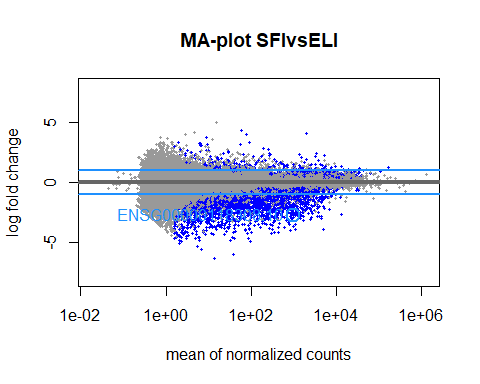 MA-plot SFIvsELI
log fold change
5
0
-5
1e-02 1e+00 1e+02 1e+04 1e+06
mean of normalized counts